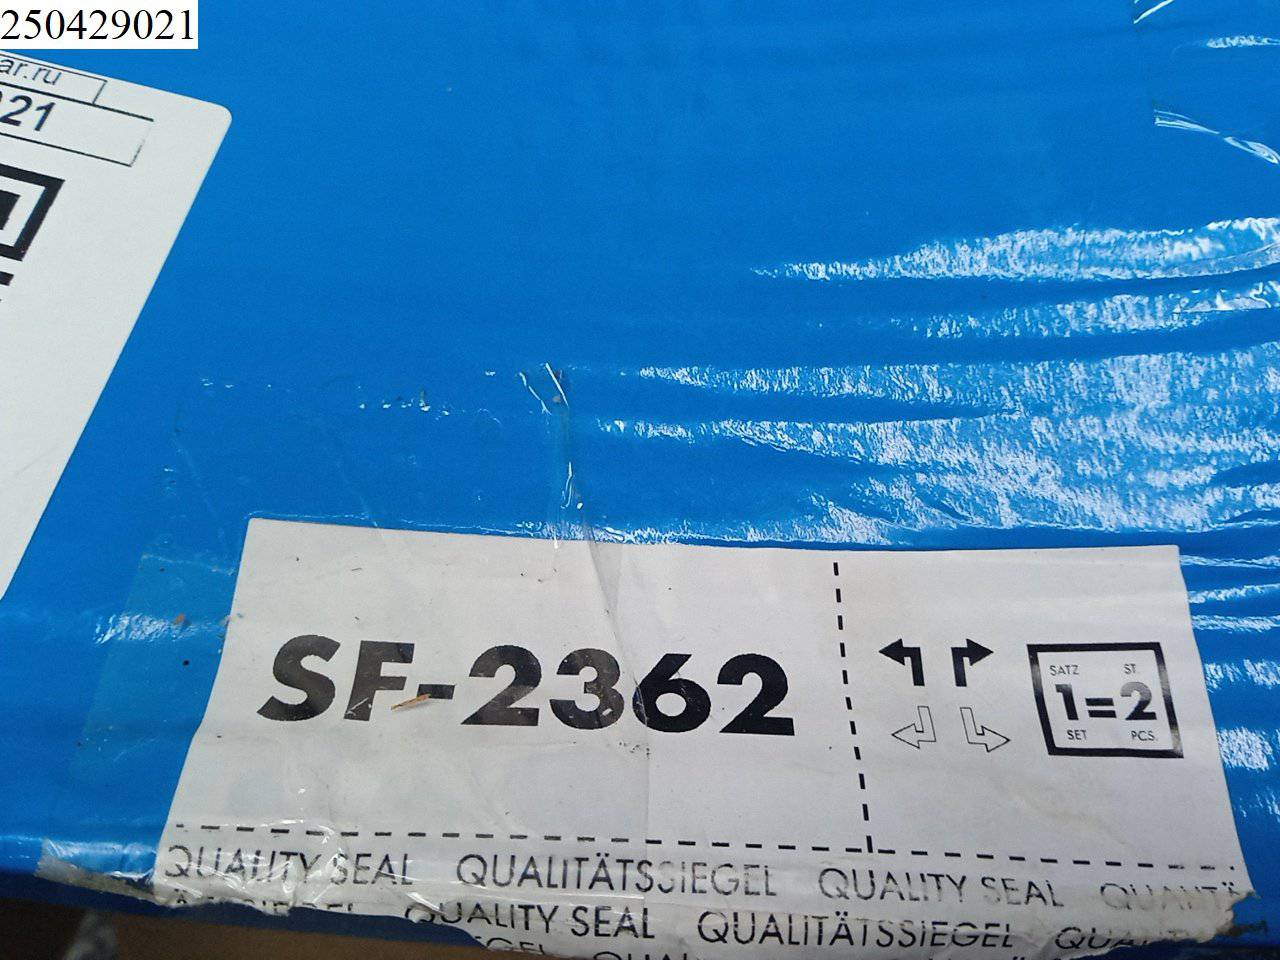 250429021
ar.ru
21
SF-2362
SATZ ST.
1=2
SET PCS.
QUALITY SEAL QUALITÄTSSIEGEL QUALITY SEAL
QUALITY SEAL QUALITÄTSSIEGEL